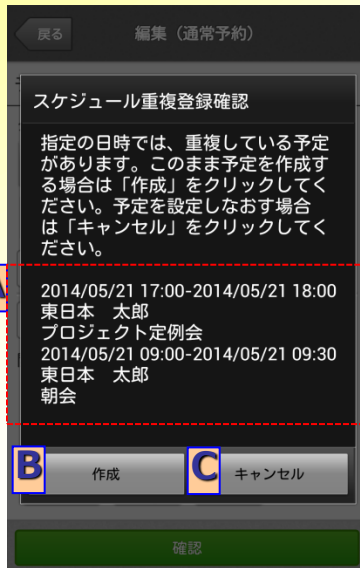 戻る
編集（通常予約）
スケジュール重複登録確認
指定の日時では、重複している予定
があります。このまま予定を作成す
る場合は「作成」をクリックしてく
ださい。予定を設定しなおす場合
は「キャンセル」をクリックしてく
ださい。
2014/05/21 17:00-2014/05/21 18:00
東日本　太郎
プロジェクト定例会
2014/05/21 09:00-2014/05/21 09:30
東日本　太郎
朝会
B
作成
C
キャンセル
確認